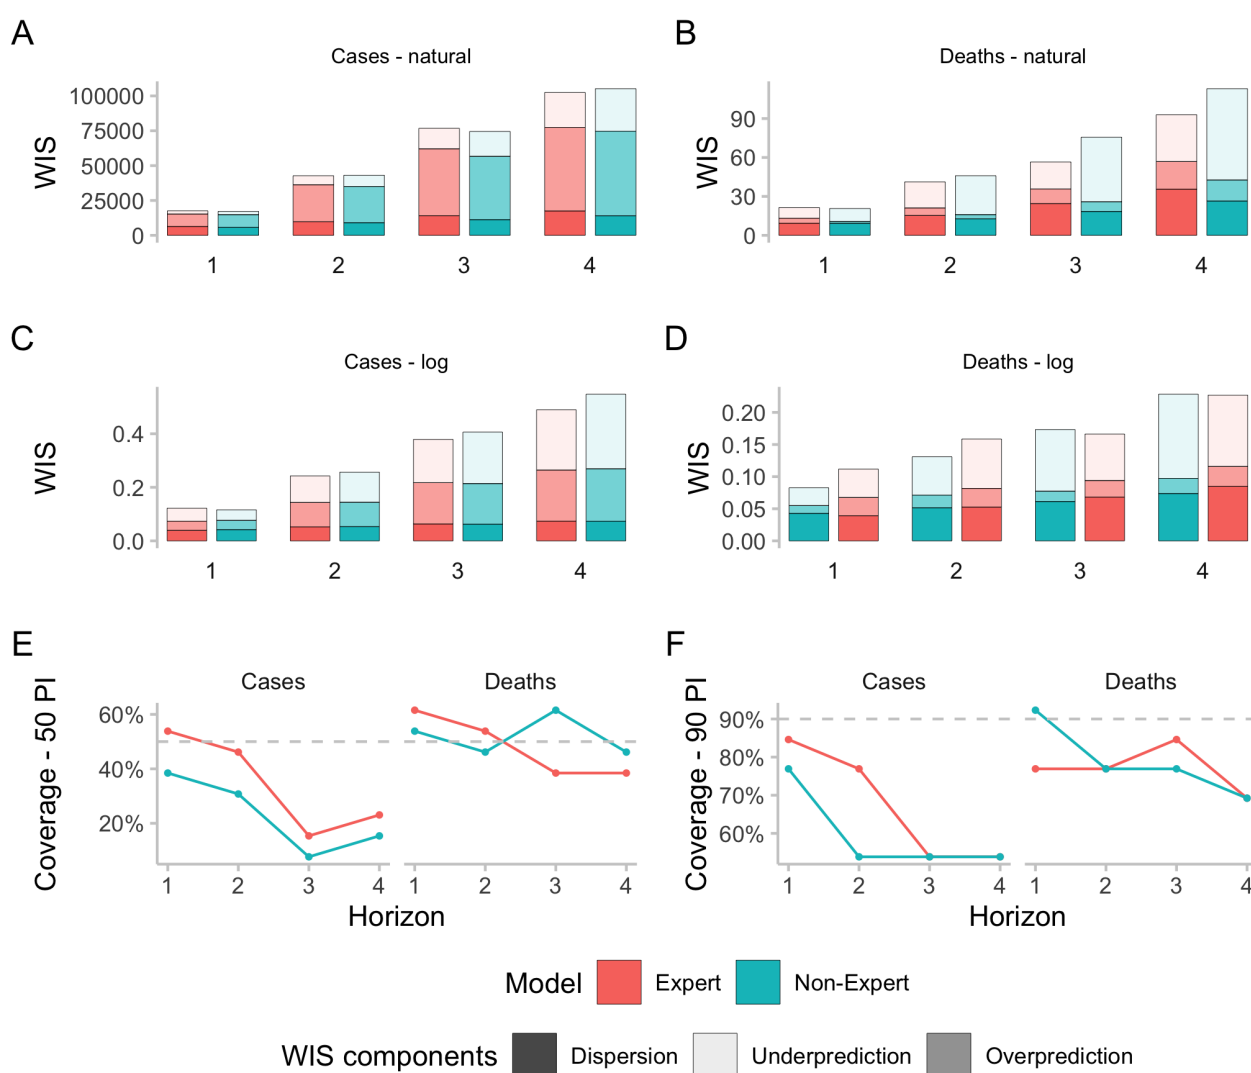 A
B
Cases - natural
Deaths - natural
WIS
100000
75000
50000
25000
0
1 2 3 4
WIS
90
60
30
0
1 2 3 4
C
D
Cases - log
Deaths - log
WIS
0.4
0.2
0.0
1 2 3 4
WIS
0.20
0.15
0.10
0.05
0.00
1 2 3 4
E
F
Cases
Deaths
Coverage - 50 PI
60%
40%
20%
1 2 3 4
1 2 3 4
Horizon
Cases
Deaths
Coverage - 90 PI
90%
80%
70%
60%
1 2 3 4
1 2 3 4
Horizon
Model Expert Non-Expert
WIS components Dispersion Underprediction Overprediction